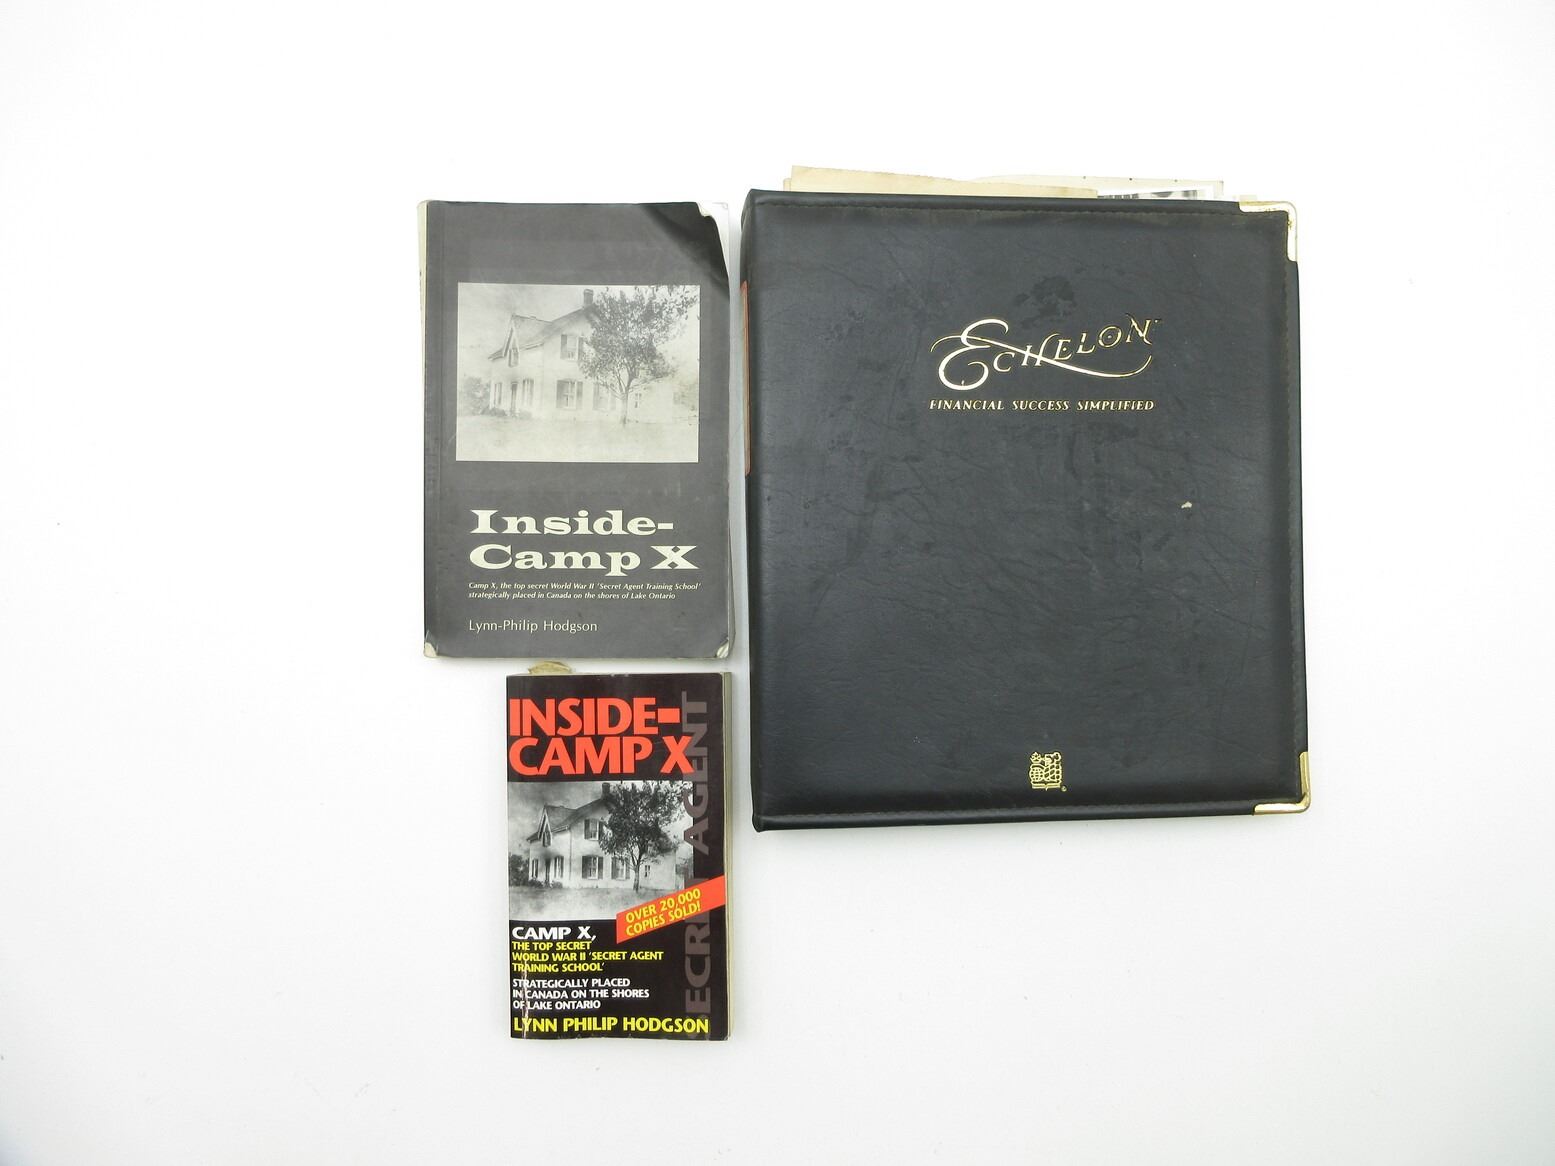 Inside-
Camp X
Camp X, the top secret World War II 'Secret Agent Training School'
strategically placed in Canada on the shores of Lake Ontario
Lynn-Philip Hodgson
INSIDE-
CAMP X
SECRET AGENT
OVER 20,000
COPIES SOLD!
CAMP X,
THE TOP SECRET
WORLD WAR II 'SECRET AGENT
TRAINING SCHOOL'
STRATEGICALLY PLACED
IN CANADA ON THE SHORES
OF LAKE ONTARIO
LYNN PHILIP HODGSON
ECHELON
FINANCIAL SUCCESS SIMPLIFIED